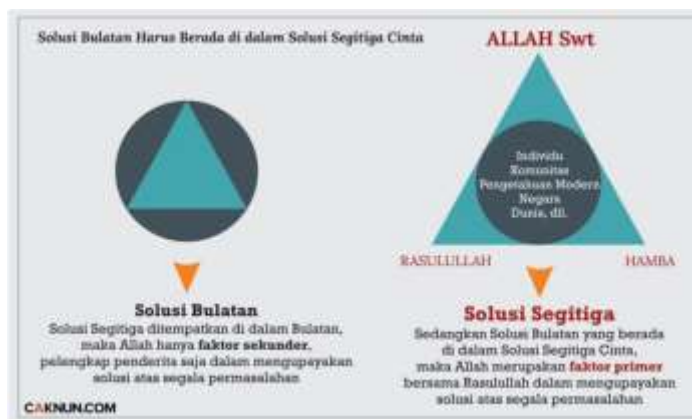 Solusi Bulatan Harus Berada di dalam Solusi Segitiga Cinta
Solusi Bulatan
Solusi Segitiga ditempatkan di dalam Bulatan,
maka Allah hanya faktor sekunder,
pelengkap penderita saja dalam mengupayakan
solusi atas segala permasalahan
ALLAH Swt
Individu
Komunitas
Pengetahuan Modern
Negara
Dunia, dll.
RASULULLAH
HAMBA
Solusi Segitiga
Sedangkan Solusi Bulatan yang berada
di dalam Solusi Segitiga Cinta,
maka Allah merupakan faktor primer
bersama Rasulullah dalam mengupayakan
solusi atas segala permasalahan
CAKNUN.COM